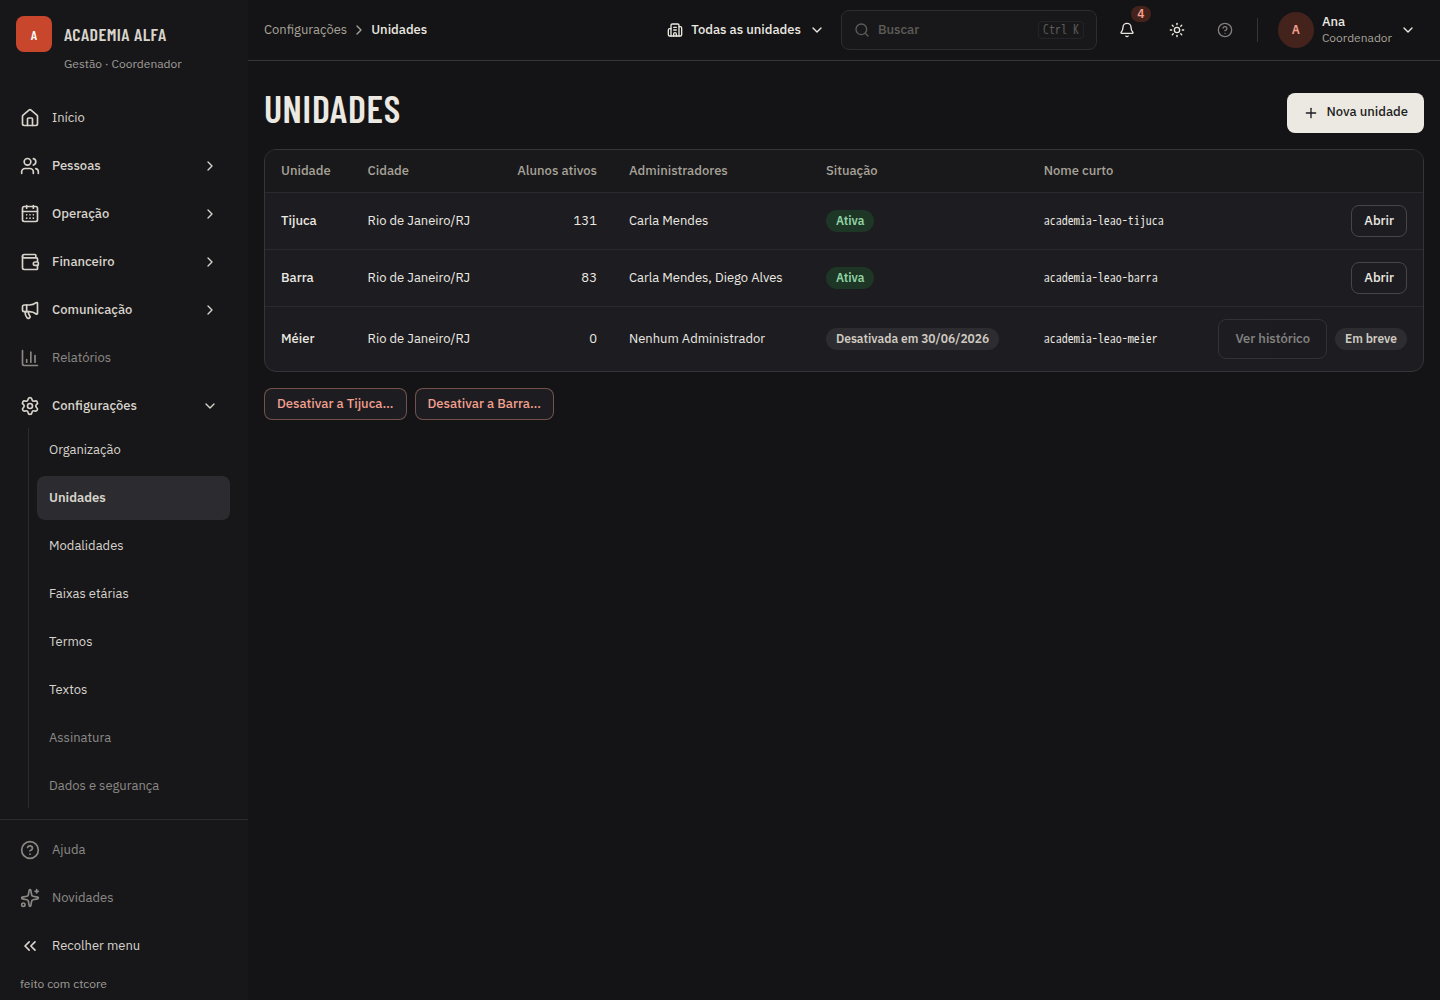 A
ACADEMIA ALFA
Gestão · Coordenador
Início
Pessoas
Operação
Financeiro
Comunicação
Relatórios
Configurações
Organização
Unidades
Modalidades
Faixas etárias
Termos
Textos
Assinatura
Dados e segurança
Ajuda
Novidades
Recolher menu
feito com ctcore
Configurações > Unidades
Todas as unidades
Buscar
Ctrl K
4
A
Ana
Coordenador
UNIDADES
+ Nova unidade
Unidade Cidade Alunos ativos Administradores Situação Nome curto
Tijuca Rio de Janeiro/RJ 131 Carla Mendes Ativa academia-leao-tijuca Abrir
Barra Rio de Janeiro/RJ 83 Carla Mendes, Diego Alves Ativa academia-leao-barra Abrir
Méier Rio de Janeiro/RJ 0 Nenhum Administrador Desativada em 30/06/2026 academia-leao-meier Ver histórico Em breve
Desativar a Tijuca... Desativar a Barra...